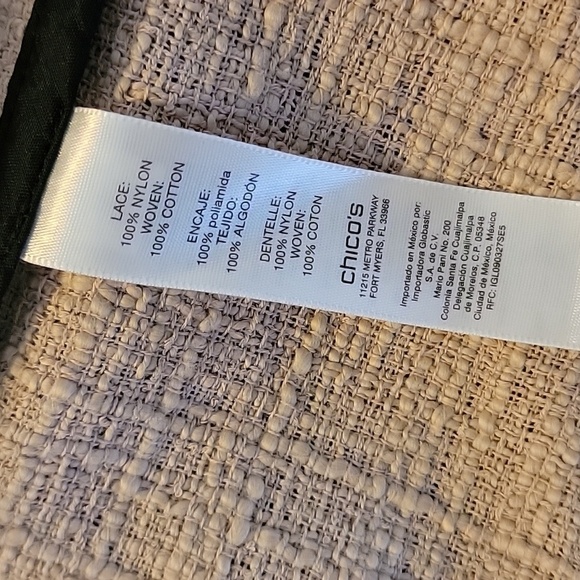 LACE:
100% NYLON
WOVEN:
100% COTTON
ENCAJE:
100% poliamida
TEJIDO:
100% ALGODÓN
DENTELLE:
100% NYLON
WOVEN:
100% COTON
chico's
11215 METRO PARKWAY
FORT MYERS, FL 33966
Importado en México por:
Importadora Globastic
S.A. de C.V.
Mario Pani No. 200
Colonia Santa Fe Cuajimalpa
Delegación Cuajimalpa
de Morelos, C.P. 05348
Ciudad de México, México
RFC: IGL090327SE5